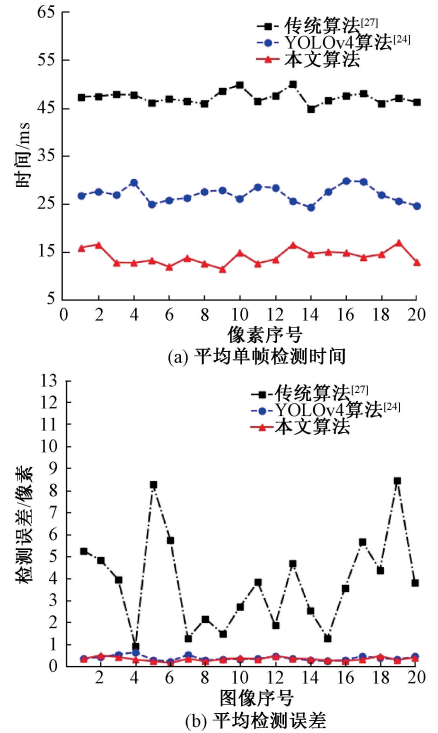 65
55
45
35
25
15
5
时间/ms
传统算法[27]
YOLOv4算法[24]
本文算法
0 2 4 6 8 10 12 14 16 18 20
像素序号
(a) 平均单帧检测时间
13
12
11
10
9
8
7
6
5
4
3
2
1
0
检测误差/像素
传统算法[27]
YOLOv4算法[24]
本文算法
2 4 6 8 10 12 14 16 18 20
图像序号
(b) 平均检测误差